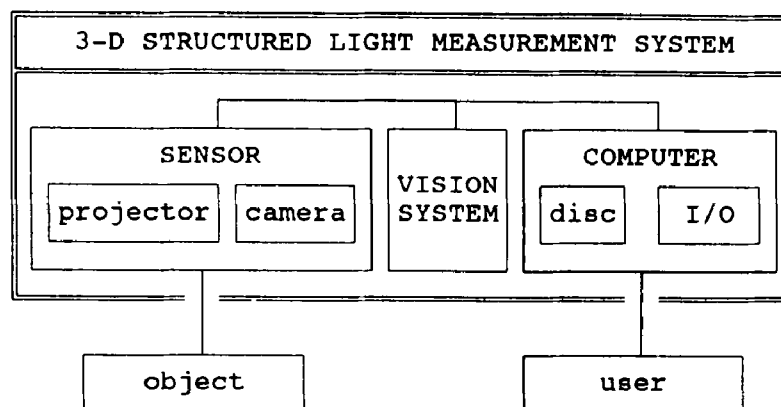 3-D STRUCTURED LIGHT MEASUREMENT SYSTEM
SENSOR
projector
camera
VISION
SYSTEM
COMPUTER
disc
I/O
object
user